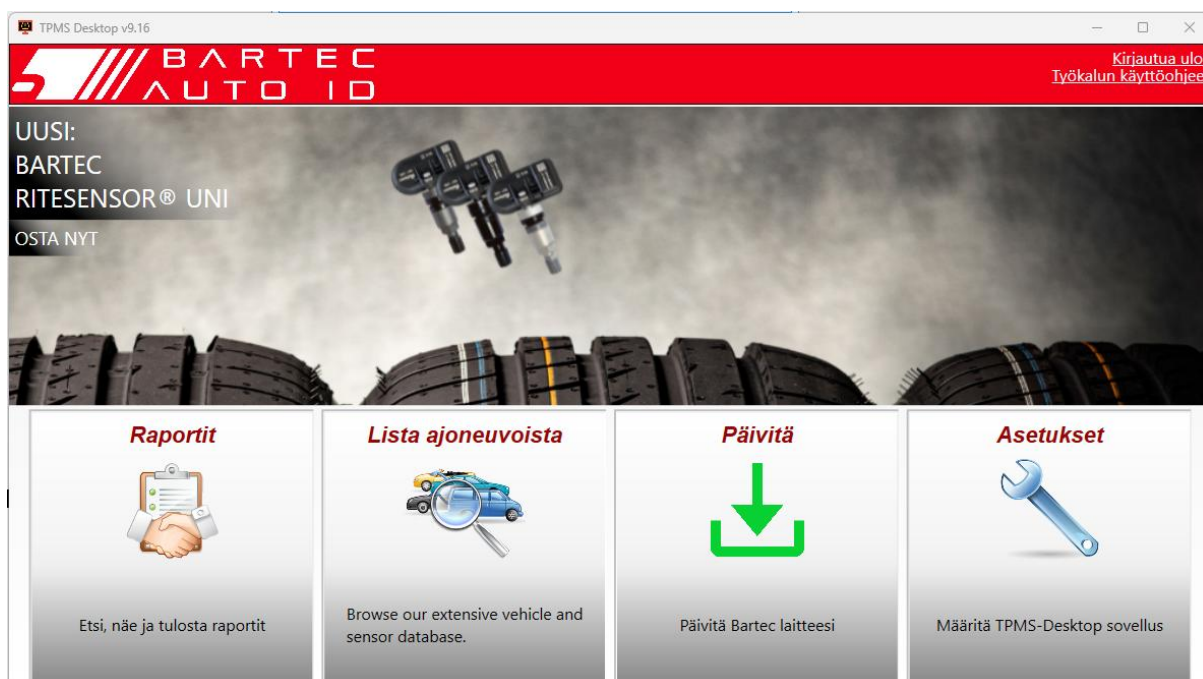 TPMS Desktop v9.16
BARTEC
AUTO ID
Kirjautua ulo
Työkalun käyttöohjee
UUSI:
BARTEC
RITESENSOR® UNI
OSTA NYT
Raportit
Lista ajoneuvoista
Päivitä
Asetukset
Etsi, näe ja tulosta raportit
Browse our extensive vehicle and
sensor database.
Päivitä Bartec laitteesi
Määritä TPMS-Desktop sovellus